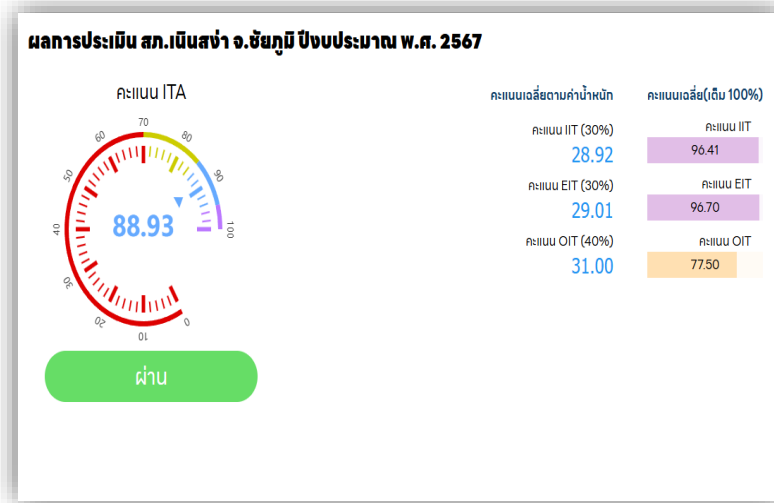 ผลการประเมิน สภ.เนินสง่า จ.ชัยภูมิ ปีงบประมาณ พ.ศ. 2567
คะแนน ITA
0
10
20
30
40
50
60
70
80
90
100
88.93
ผ่าน
คะแนนเฉลี่ยตามค่าน้ำหนัก
คะแนน IIT (30%)
28.92
คะแนน EIT (30%)
29.01
คะแนน OIT (40%)
31.00
คะแนนเฉลี่ย(เต็ม 100%)
คะแนน IIT
96.41
คะแนน EIT
96.70
คะแนน OIT
77.50